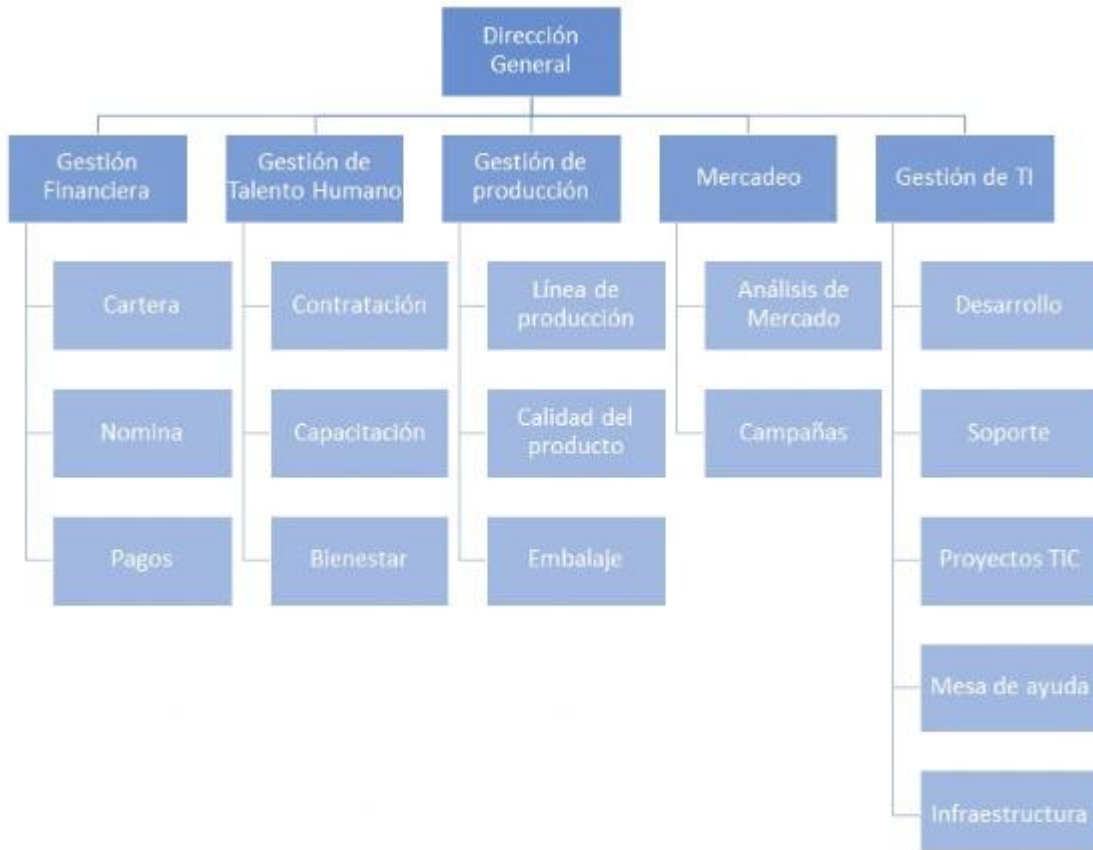 Dirección
General
Gestión
Financiera
Gestión de
Talento Humano
Gestión de
producción
Mercadeo
Gestión de TI
Cartera
Contratación
Línea de
producción
Análisis de
Mercado
Desarrollo
Nomina
Capacitación
Calidad del
producto
Campañas
Soporte
Pagos
Bienestar
Embalaje
Proyectos TIC
Mesa de ayuda
Infraestructura